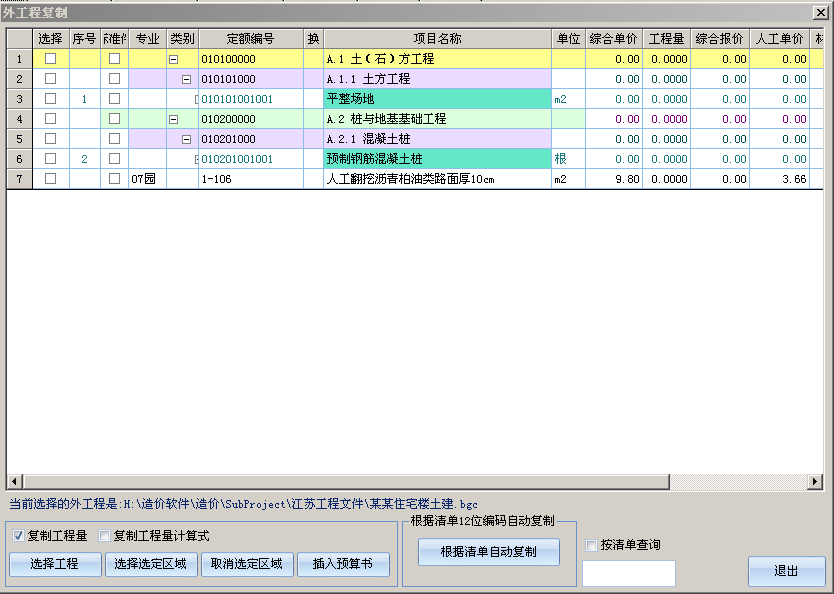 外工程复制
选择 序号 专业 类别 定额编号 换 项目名称 单位 综合单价 工程量 综合报价 人工单价
1 010100000 A.1 土(石)方工程 0.00 0.0000 0.00 0.00
2 010101000 A.1.1 土方工程 0.00 0.0000 0.00 0.00
3 1 010101001001 平整场地 m2 0.00 0.0000 0.00 0.00
4 010200000 A.2 桩与地基基础工程 0.00 0.0000 0.00 0.00
5 010201000 A.2.1 混凝土桩 0.00 0.0000 0.00 0.00
6 2 010201001001 预制钢筋混凝土桩 根 0.00 0.0000 0.00 0.00
7 07园 1-106 人工翻挖沥青柏油类路面厚10cm m2 9.80 0.0000 0.00 3.66
当前选择的外工程是:H:\造价软件\造价\SubProject\江苏工程文件\某某住宅楼土建.bgc
复制工程量 复制工程量计算式
选择工程 选择选定区域 取消选定区域 插入预算书
根据清单12位编码自动复制
根据清单自动复制
按清单查询
退出